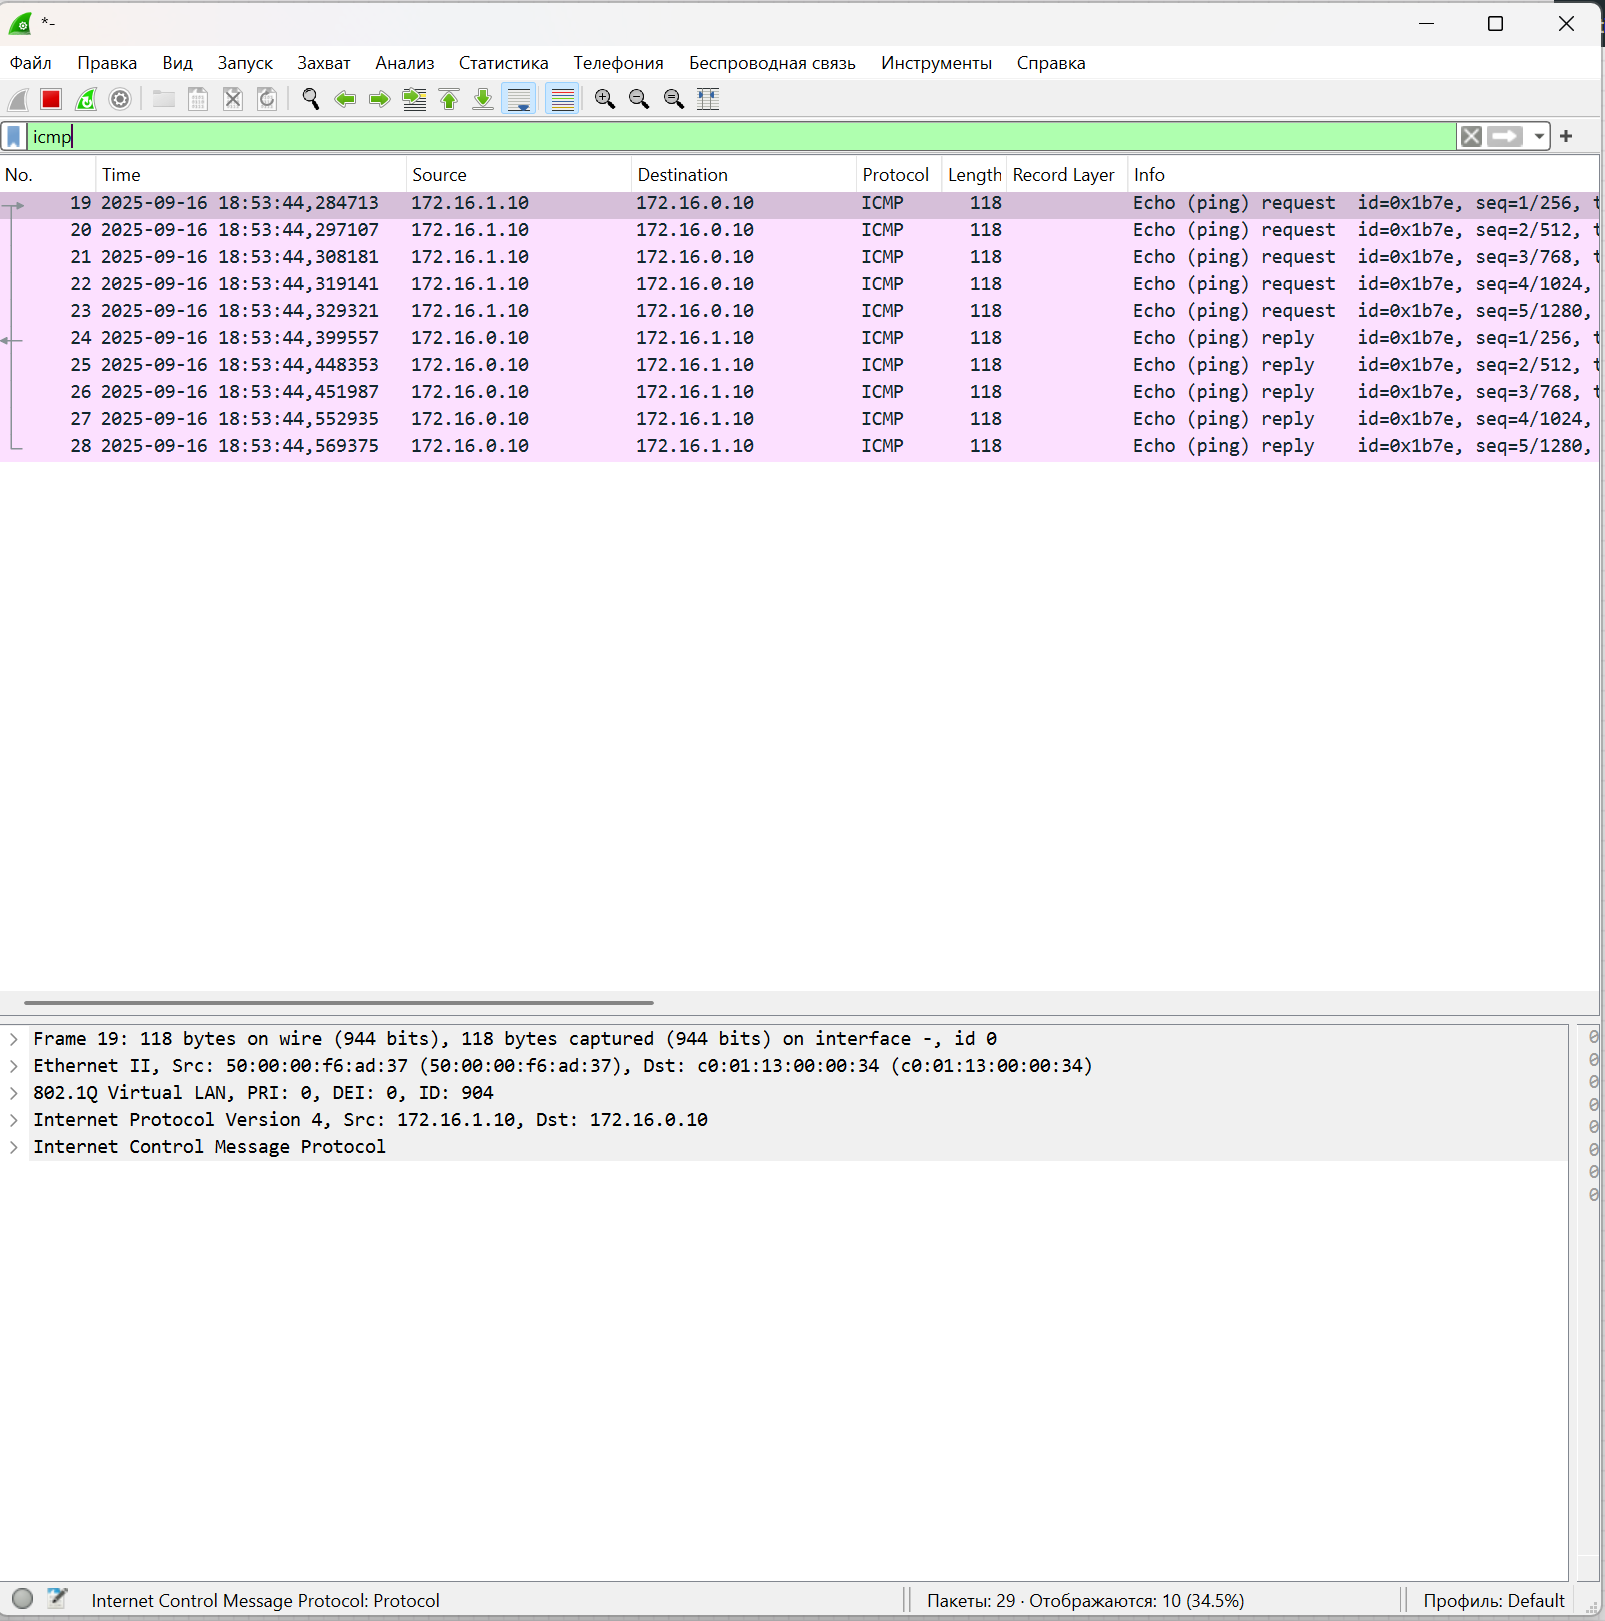 *-
Файл Правка Вид Запуск Захват Анализ Статистика Телефония Беспроводная связь Инструменты Справка
icmp
No. Time Source Destination Protocol Length Record Layer Info
19 2025-09-16 18:53:44,284713 172.16.1.10 172.16.0.10 ICMP 118 Echo (ping) request id=0x1b7e, seq=1/256, t
20 2025-09-16 18:53:44,297107 172.16.1.10 172.16.0.10 ICMP 118 Echo (ping) request id=0x1b7e, seq=2/512, t
21 2025-09-16 18:53:44,308181 172.16.1.10 172.16.0.10 ICMP 118 Echo (ping) request id=0x1b7e, seq=3/768, t
22 2025-09-16 18:53:44,319141 172.16.1.10 172.16.0.10 ICMP 118 Echo (ping) request id=0x1b7e, seq=4/1024,
23 2025-09-16 18:53:44,329321 172.16.1.10 172.16.0.10 ICMP 118 Echo (ping) request id=0x1b7e, seq=5/1280,
24 2025-09-16 18:53:44,399557 172.16.0.10 172.16.1.10 ICMP 118 Echo (ping) reply id=0x1b7e, seq=1/256, t
25 2025-09-16 18:53:44,448353 172.16.0.10 172.16.1.10 ICMP 118 Echo (ping) reply id=0x1b7e, seq=2/512, t
26 2025-09-16 18:53:44,451987 172.16.0.10 172.16.1.10 ICMP 118 Echo (ping) reply id=0x1b7e, seq=3/768, t
27 2025-09-16 18:53:44,552935 172.16.0.10 172.16.1.10 ICMP 118 Echo (ping) reply id=0x1b7e, seq=4/1024,
28 2025-09-16 18:53:44,569375 172.16.0.10 172.16.1.10 ICMP 118 Echo (ping) reply id=0x1b7e, seq=5/1280,
Frame 19: 118 bytes on wire (944 bits), 118 bytes captured (944 bits) on interface -, id 0
Ethernet II, Src: 50:00:00:f6:ad:37 (50:00:00:f6:ad:37), Dst: c0:01:13:00:00:34 (c0:01:13:00:00:34)
802.1Q Virtual LAN, PRI: 0, DEI: 0, ID: 904
Internet Protocol Version 4, Src: 172.16.1.10, Dst: 172.16.0.10
Internet Control Message Protocol
0
0
0
0
0
0
0
0
Internet Control Message Protocol: Protocol Пакеты: 29 · Отображаются: 10 (34.5%) Профиль: Default